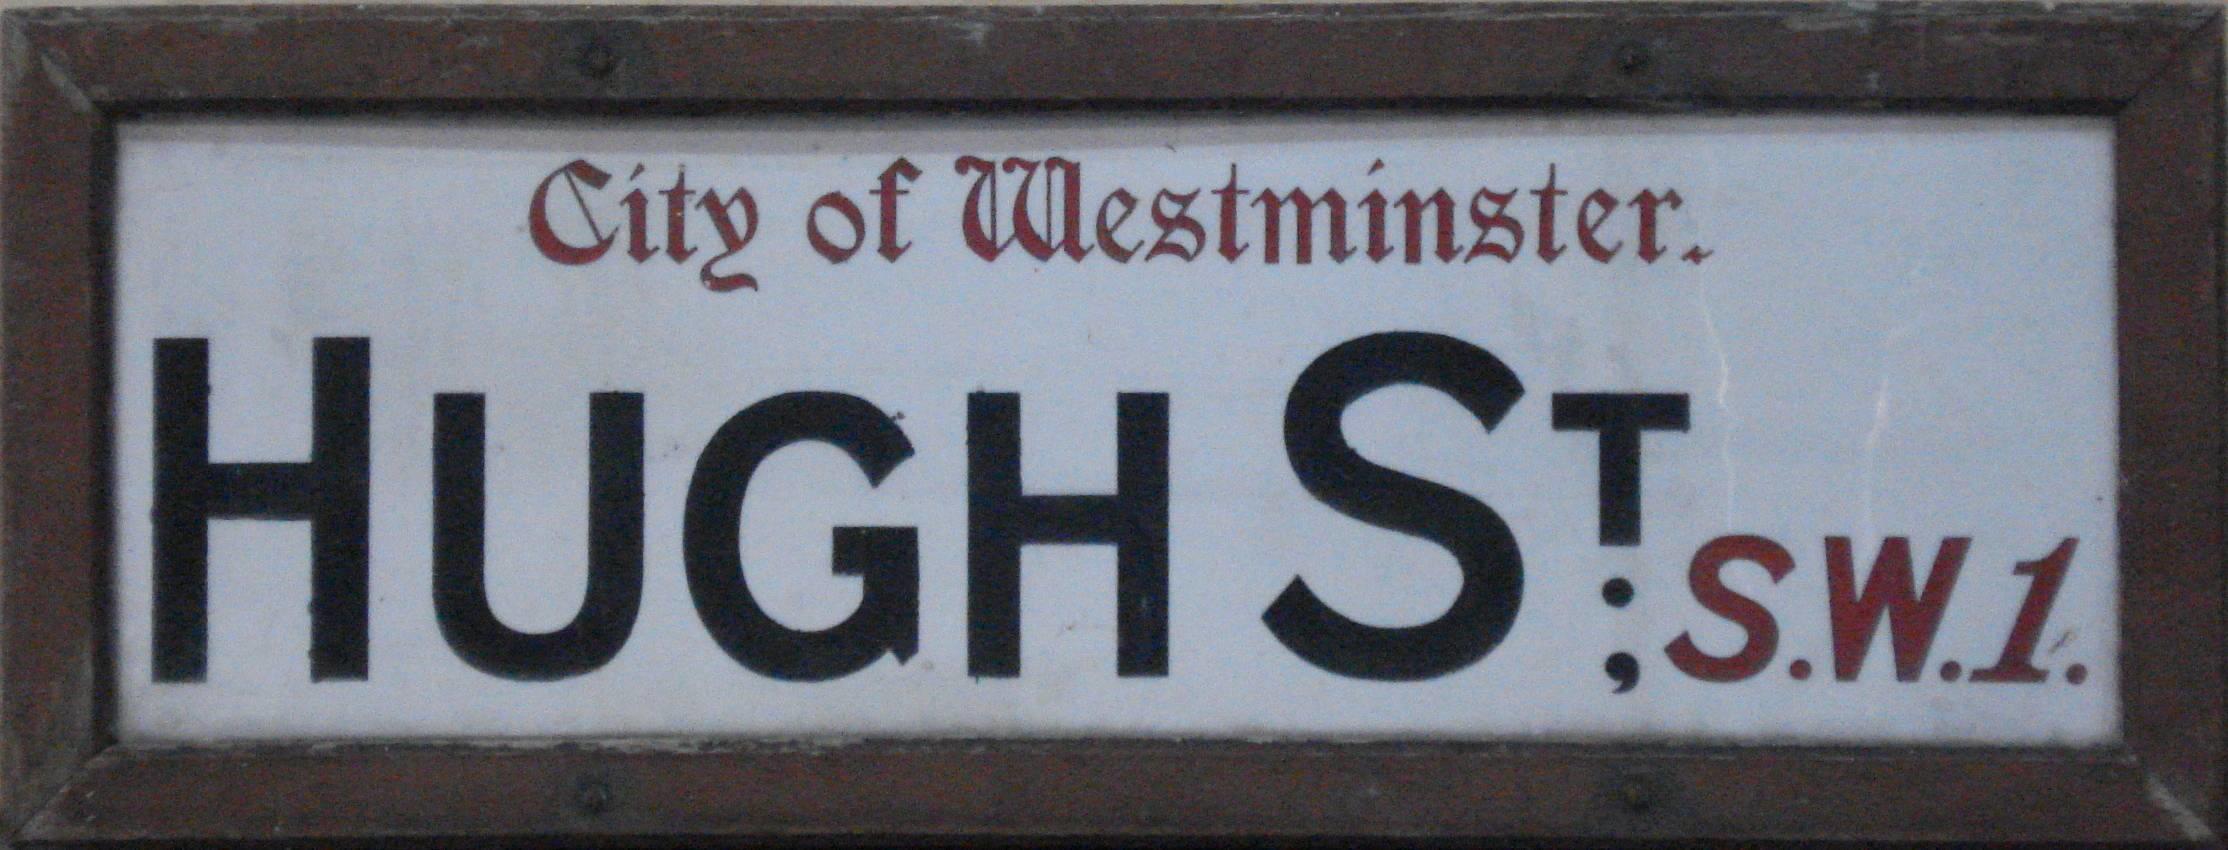 City of Westminster.
HUGH ST; S.W.1.